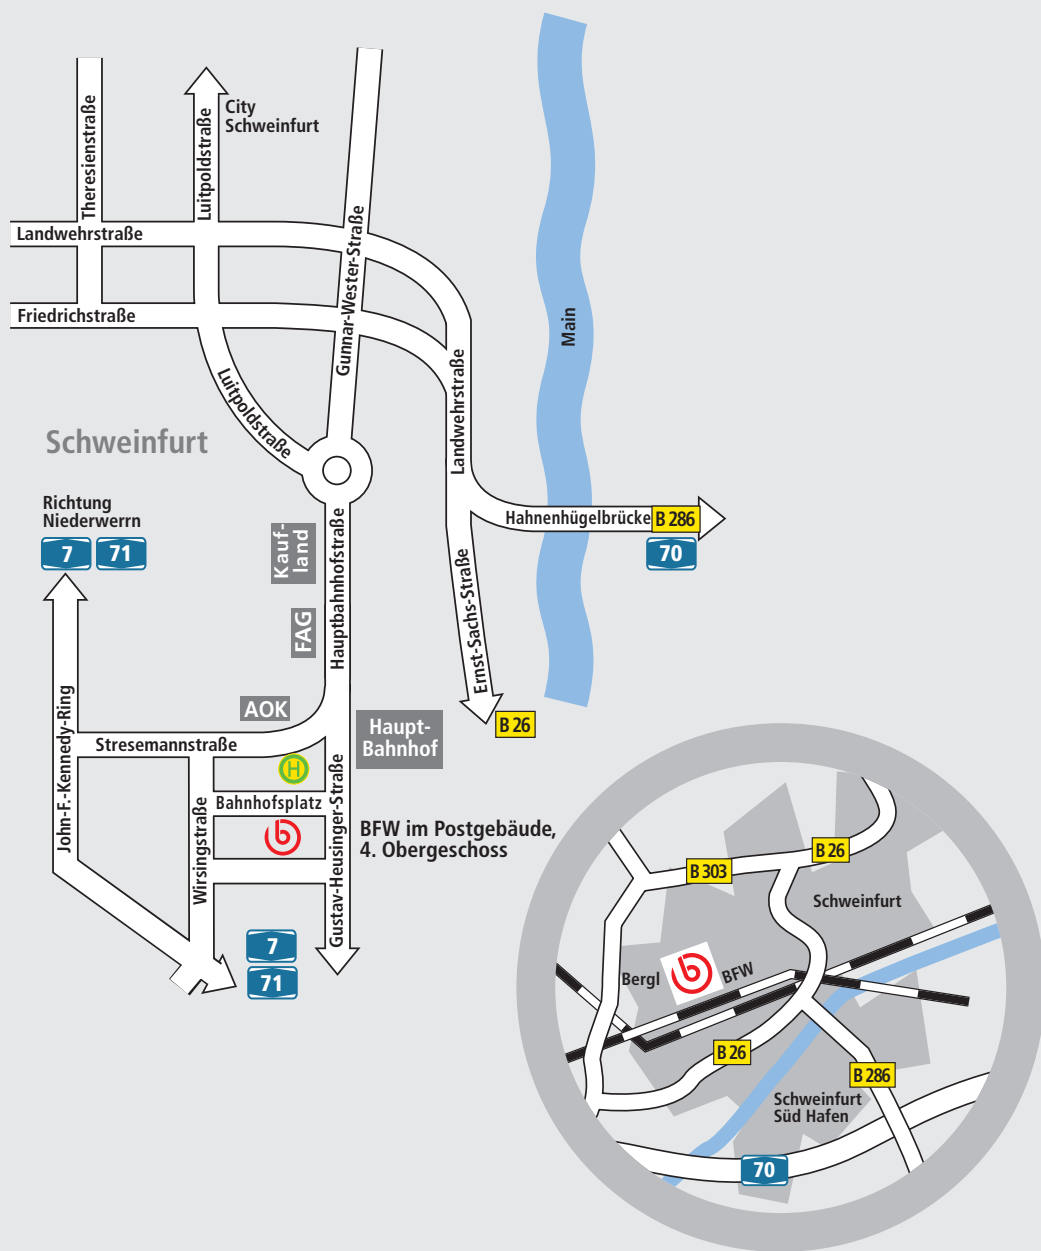 City
Schweinfurt
Theresienstraße
Luitpoldstraße
Landwehrstraße
Gunnar-Wester-Straße
Friedrichstraße
Main
Luitpoldstraße
Landwehrstraße
Schweinfurt
Richtung
Niederwerrn
7
71
Kauf-
land
Hauptbahnhofstraße
Hahnenhügelbrücke
B 286
70
FAG
Ernst-Sachs-Straße
AOK
Haupt-
Bahnhof
B 26
John-F.-Kennedy-Ring
Stresemannstraße
H
Bahnhofsplatz
Wirsingstraße
Gustav-Heusinger-Straße
b
BFW im Postgebäude,
4. Obergeschoss
7
71
B 303
B 26
Schweinfurt
Bergl
b
BFW
B 26
B 286
Schweinfurt
Süd Hafen
70